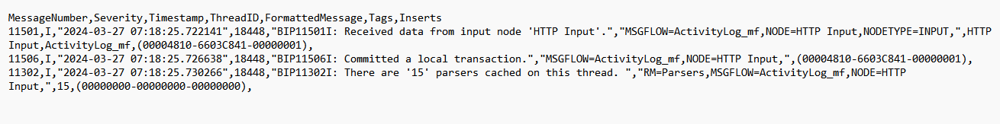 MessageNumber,Severity,Timestamp,ThreadID,FormattedMessage,Tags,Inserts
11501,I,"2024-03-27 07:18:25.722141",18448,"BIP11501I: Received data from input node 'HTTP Input'.","MSGFLOW=ActivityLog_mf,NODE=HTTP Input,NODETYPE=INPUT,",HTTP
Input,ActivityLog_mf,(00004810-6603C841-00000001),
11506,I,"2024-03-27 07:18:25.726638",18448,"BIP11506I: Committed a local transaction.","MSGFLOW=ActivityLog_mf,NODE=HTTP Input,",(00004810-6603C841-00000001),
11302,I,"2024-03-27 07:18:25.730266",18448,"BIP11302I: There are '15' parsers cached on this thread. ","RM=Parsers,MSGFLOW=ActivityLog_mf,NODE=HTTP
Input,",15,(00000000-00000000-00000000),